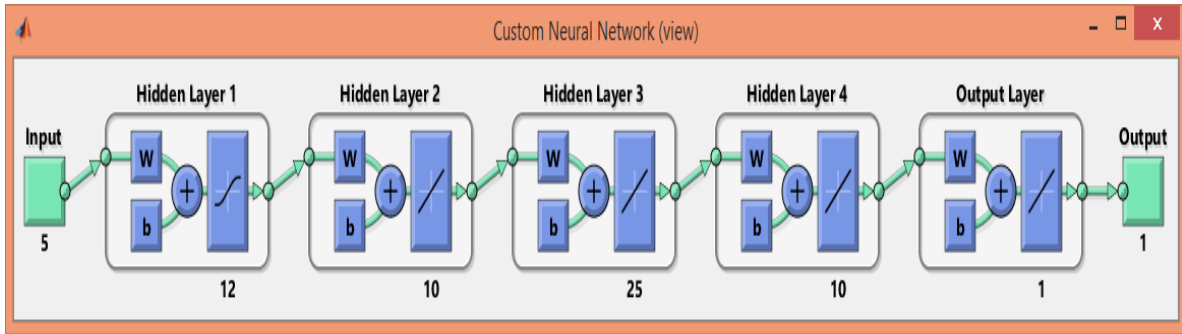 Custom Neural Network (view)
Hidden Layer 1
Hidden Layer 2
Hidden Layer 3
Hidden Layer 4
Output Layer
Input
Output
W
W
W
W
W
b
b
b
b
b
5
12
10
25
10
1
1